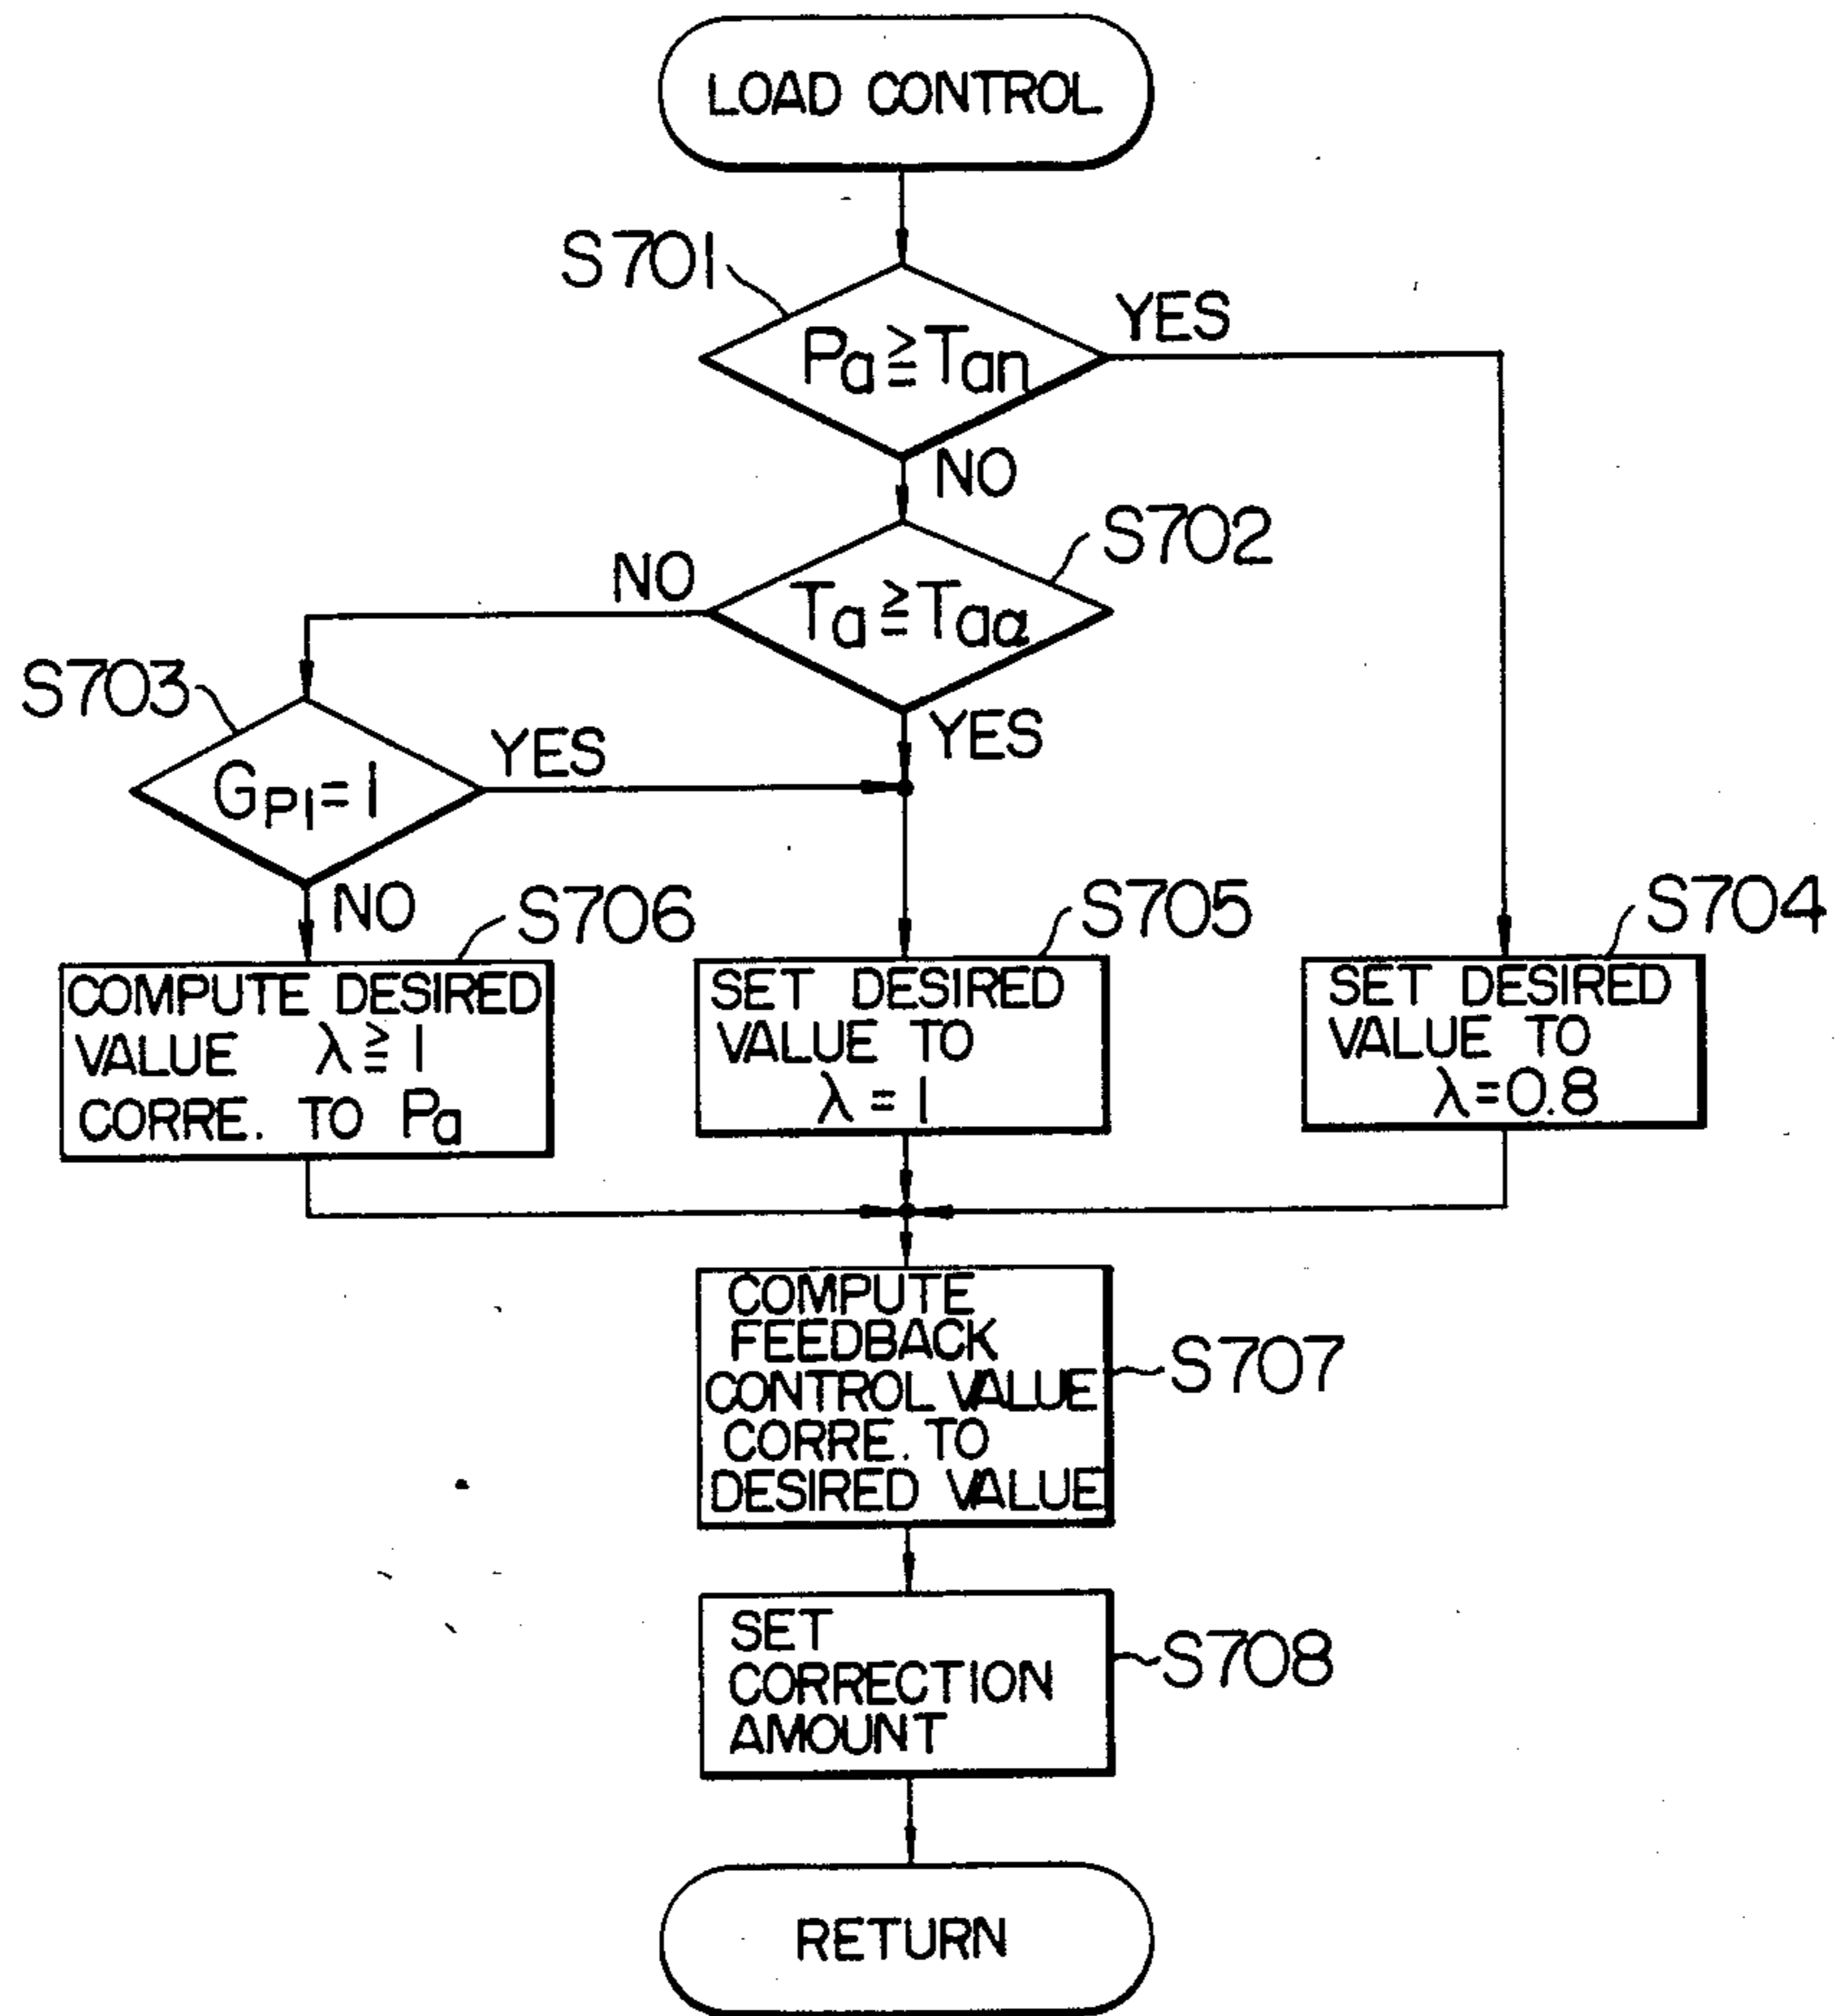 LOAD CONTROL
S701
Pa≧Tan
YES
NO
S702
Ta≧Taα
NO
YES
S703
GP1=1
YES
NO
S706
COMPUTE DESIRED
VALUE λ≧1
CORRE. TO Pa
S705
SET DESIRED
VALUE TO
λ=1
S704
SET DESIRED
VALUE TO
λ=0.8
COMPUTE
FEEDBACK
CONTROL VALUE
CORRE. TO
DESIRED VALUE
S707
SET
CORRECTION
AMOUNT
S708
RETURN